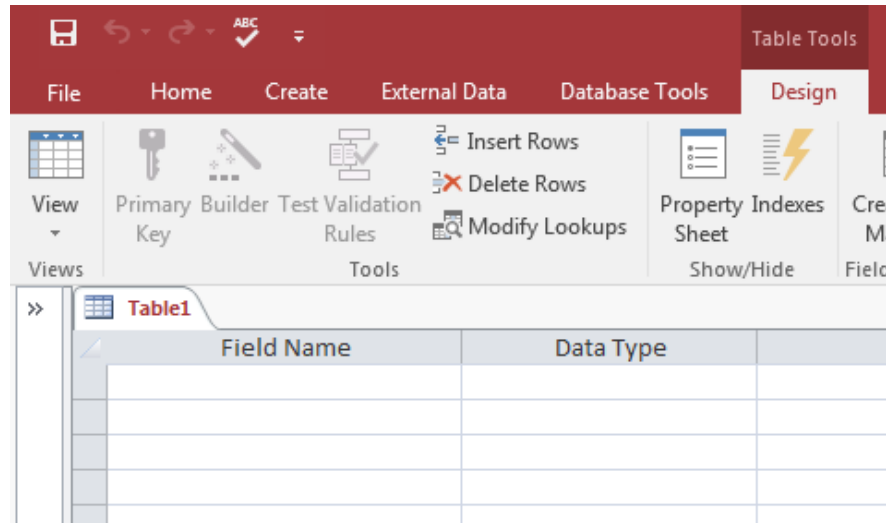 ABC
Table Tools
File Home Create External Data Database Tools Design
Insert Rows
Delete Rows
Modify Lookups
View
Primary Key
Builder
Test Validation Rules
Property Sheet
Indexes
Views
Tools
Show/Hide
Table1
Field Name Data Type